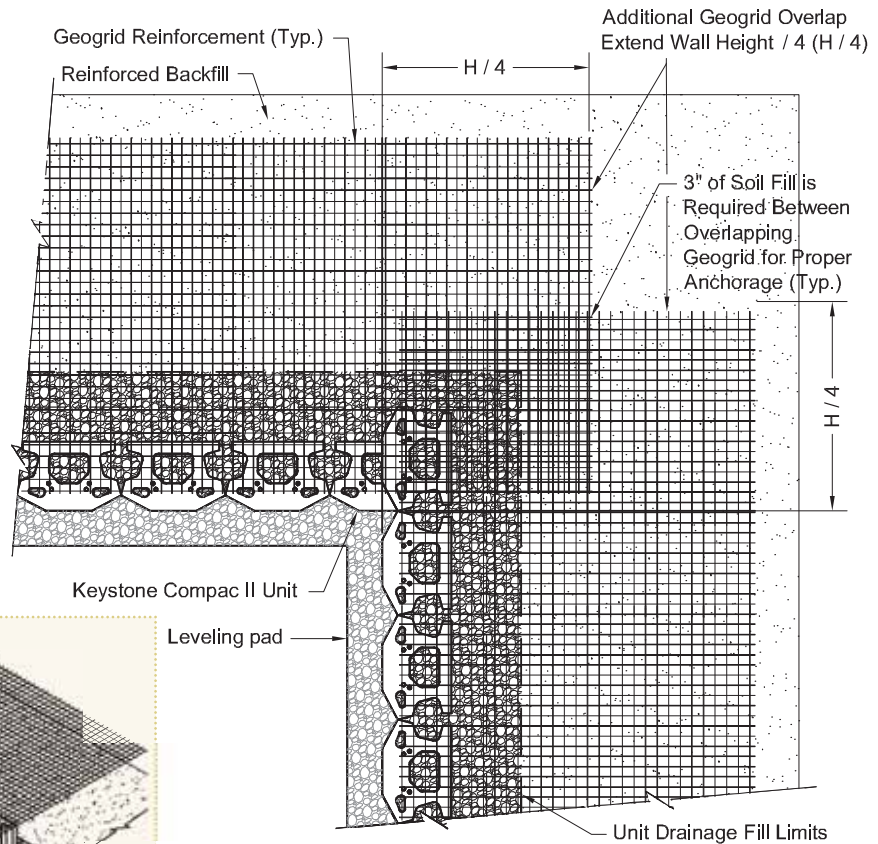 Geogrid Reinforcement (Typ.)
Reinforced Backfill
H / 4
Additional Geogrid Overlap
Extend Wall Height / 4 (H / 4)
3" of Soil Fill is
Required Between
Overlapping
Geogrid for Proper
Anchorage (Typ.)
H / 4
Keystone Compac II Unit
Leveling pad
Unit Drainage Fill Limits